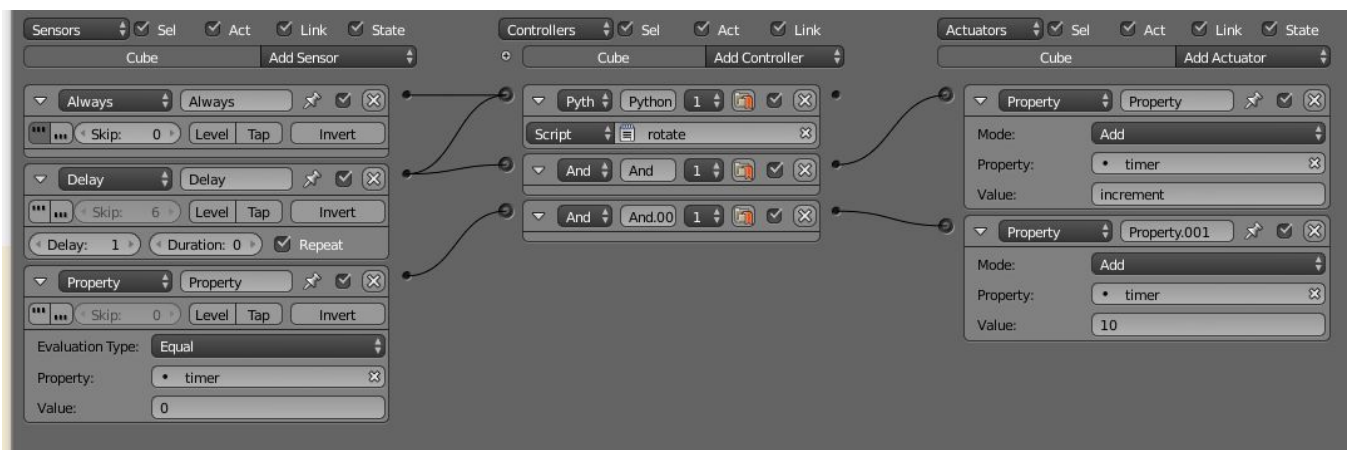 Sensors Sel Act Link State
Cube Add Sensor
Always Always
Skip: 0 Level Tap Invert
Delay Delay
Skip: 6 Level Tap Invert
Delay: 1 Duration: 0 Repeat
Property Property
Skip: 0 Level Tap Invert
Evaluation Type: Equal
Property: timer
Value: 0
Controllers Sel Act Link
Cube Add Controller
Pyth Python 1
Script rotate
And And 1
And And.00 1
Actuators Sel Act Link State
Cube Add Actuator
Property Property
Mode: Add
Property: timer
Value: increment
Property Property.001
Mode: Add
Property: timer
Value: 10